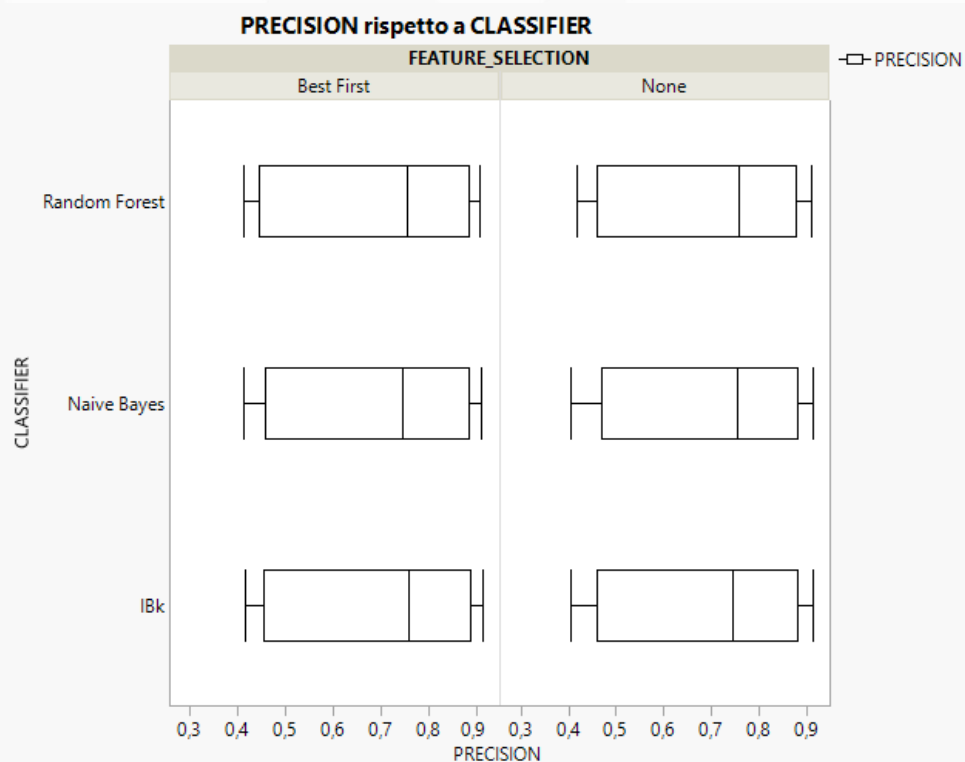 PRECISION rispetto a CLASSIFIER
FEATURE_SELECTION
PRECISION
Best First
None
Random Forest
Naive Bayes
IBk
CLASSIFIER
0,3 0,4 0,5 0,6 0,7 0,8 0,9 0,3 0,4 0,5 0,6 0,7 0,8 0,9
PRECISION